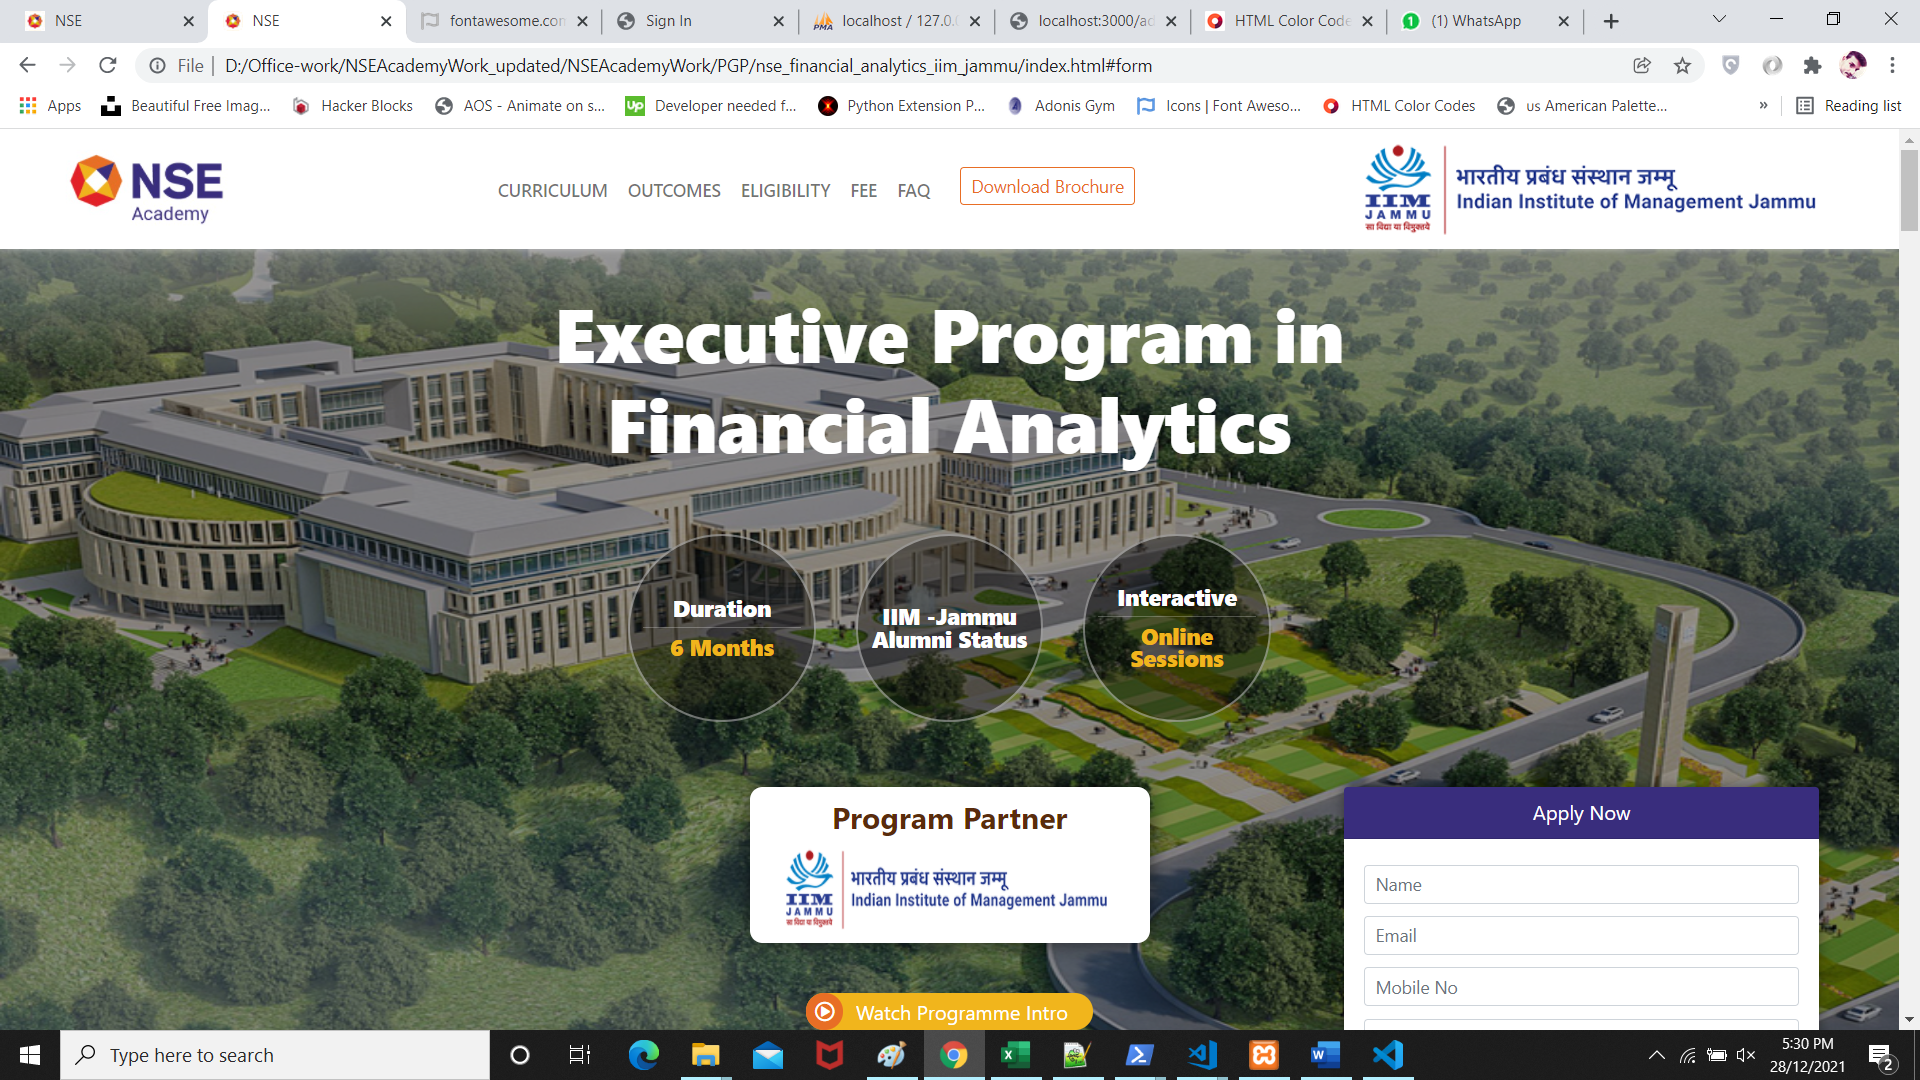 NSE
NSE
fontawesome.con
Sign In
localhost / 127.0.0
localhost:3000/ad
HTML Color Code
(1) WhatsApp
File
D:/Office-work/NSEAcademyWork_updated/NSEAcademyWork/PGP/nse_financial_analytics_iim_jammu/index.html#form
Apps
Beautiful Free Imag...
Hacker Blocks
AOS - Animate on s...
Developer needed f...
Python Extension P...
Adonis Gym
Icons | Font Aweso...
HTML Color Codes
us American Palette...
»
Reading list
NSE
Academy
CURRICULUM
OUTCOMES
ELIGIBILITY
FEE
FAQ
Download Brochure
IIM
JAMMU
सा विद्या या विमुक्तये
भारतीय प्रबंध संस्थान जम्मू
Indian Institute of Management Jammu
Executive Program in
Financial Analytics
Duration
6 Months
IIM -Jammu
Alumni Status
Interactive
Online
Sessions
Program Partner
IIM
JAMMU
सा विद्या या विमुक्तये
भारतीय प्रबंध संस्थान जम्मू
Indian Institute of Management Jammu
Watch Programme Intro
Apply Now
Name
Email
Mobile No
Type here to search
5:30 PM
28/12/2021
2